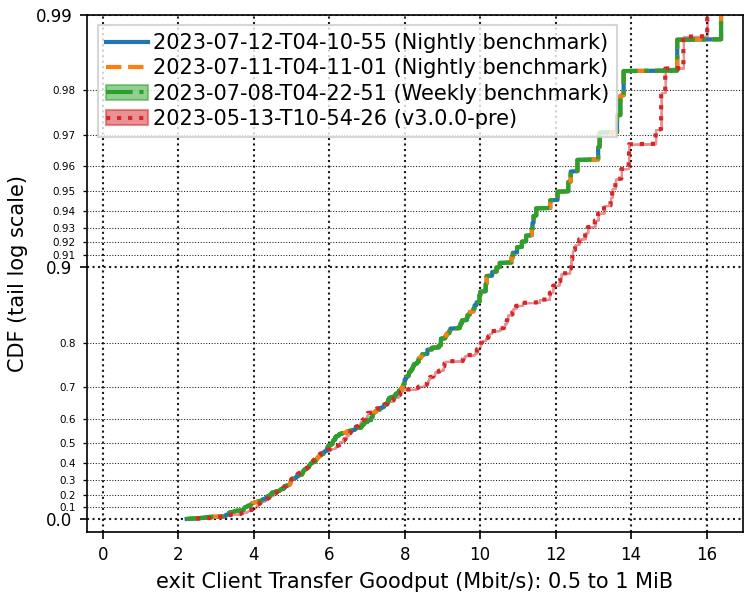 0.99
2023-07-12-T04-10-55 (Nightly benchmark)
2023-07-11-T04-11-01 (Nightly benchmark)
2023-07-08-T04-22-51 (Weekly benchmark)
2023-05-13-T10-54-26 (v3.0.0-pre)
0.98
0.97
0.96
0.95
0.94
0.93
0.92
0.91
0.9
0.8
0.7
0.6
0.5
0.4
0.3
0.2
0.1
0.0
CDF (tail log scale)
0 2 4 6 8 10 12 14 16
exit Client Transfer Goodput (Mbit/s): 0.5 to 1 MiB